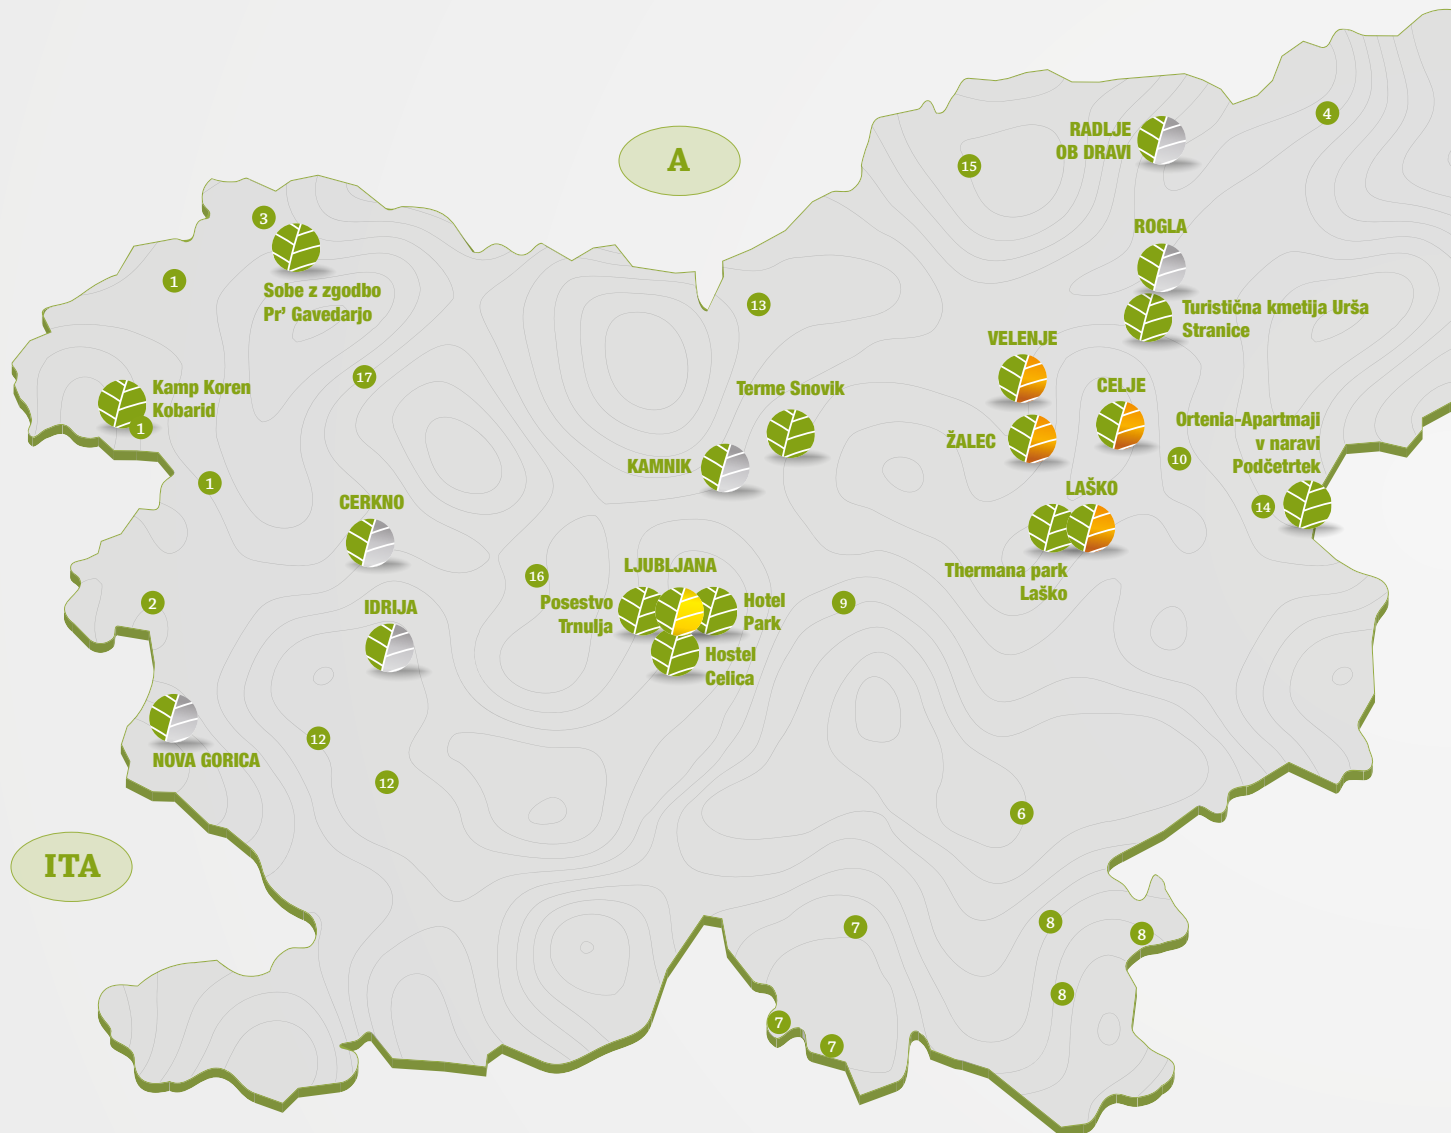 A
4
RADLJE
OB DRAVI
15
3
ROGLA
1
Sobe z zgodbo
Pr’ Gavedarjo
13
Turistična kmetija Urša
Stranice
VELENJE
17
Kamp Koren
Kobarid
1
Terme Snovik
CELJE
Ortenia-Apartmaji
v naravi
Podčetrtek
ŽALEC
10
KAMNIK
1
CERKNO
LAŠKO
14
Thermana park
Laško
LJUBLJANA
16
Posestvo
Trnulja
Hotel
Park
Hostel
Celica
9
2
IDRIJA
NOVA GORICA
12
12
6
ITA
7
8
8
8
7
7